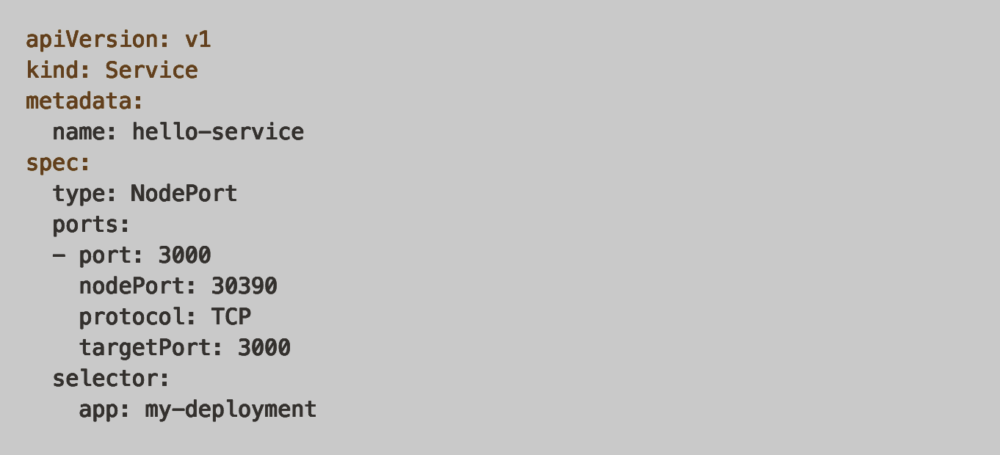 apiVersion: v1
kind: Service
metadata:
  name: hello-service
spec:
  type: NodePort
  ports:
  - port: 3000
    nodePort: 30390
    protocol: TCP
    targetPort: 3000
  selector:
    app: my-deployment